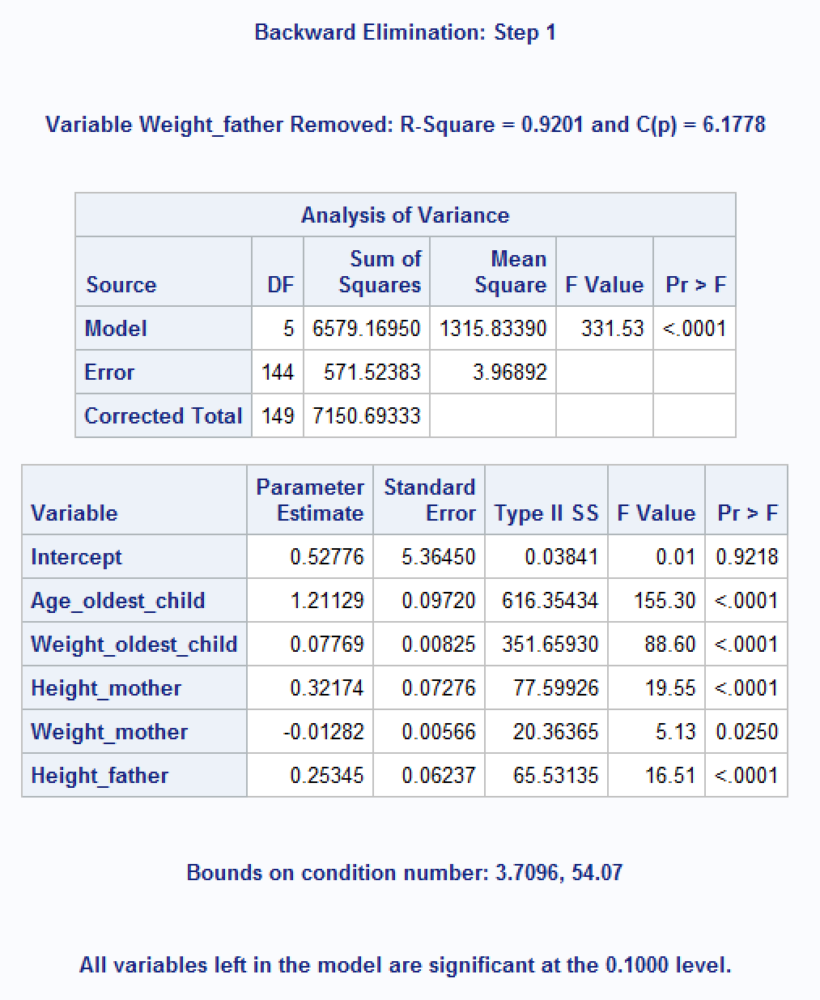 Backward Elimination: Step 1
Variable Weight_father Removed: R-Square = 0.9201 and C(p) = 6.1778
Analysis of Variance
Source DF Sum of Squares Mean Square F Value Pr > F
Model 5 6579.16950 1315.83390 331.53 <.0001
Error 144 571.52383 3.96892
Corrected Total 149 7150.69333
Variable Parameter Estimate Standard Error Type II SS F Value Pr > F
Intercept 0.52776 5.36450 0.03841 0.01 0.9218
Age_oldest_child 1.21129 0.09720 616.35434 155.30 <.0001
Weight_oldest_child 0.07769 0.00825 351.65930 88.60 <.0001
Height_mother 0.32174 0.07276 77.59926 19.55 <.0001
Weight_mother -0.01282 0.00566 20.36365 5.13 0.0250
Height_father 0.25345 0.06237 65.53135 16.51 <.0001
Bounds on condition number: 3.7096, 54.07
All variables left in the model are significant at the 0.1000 level.